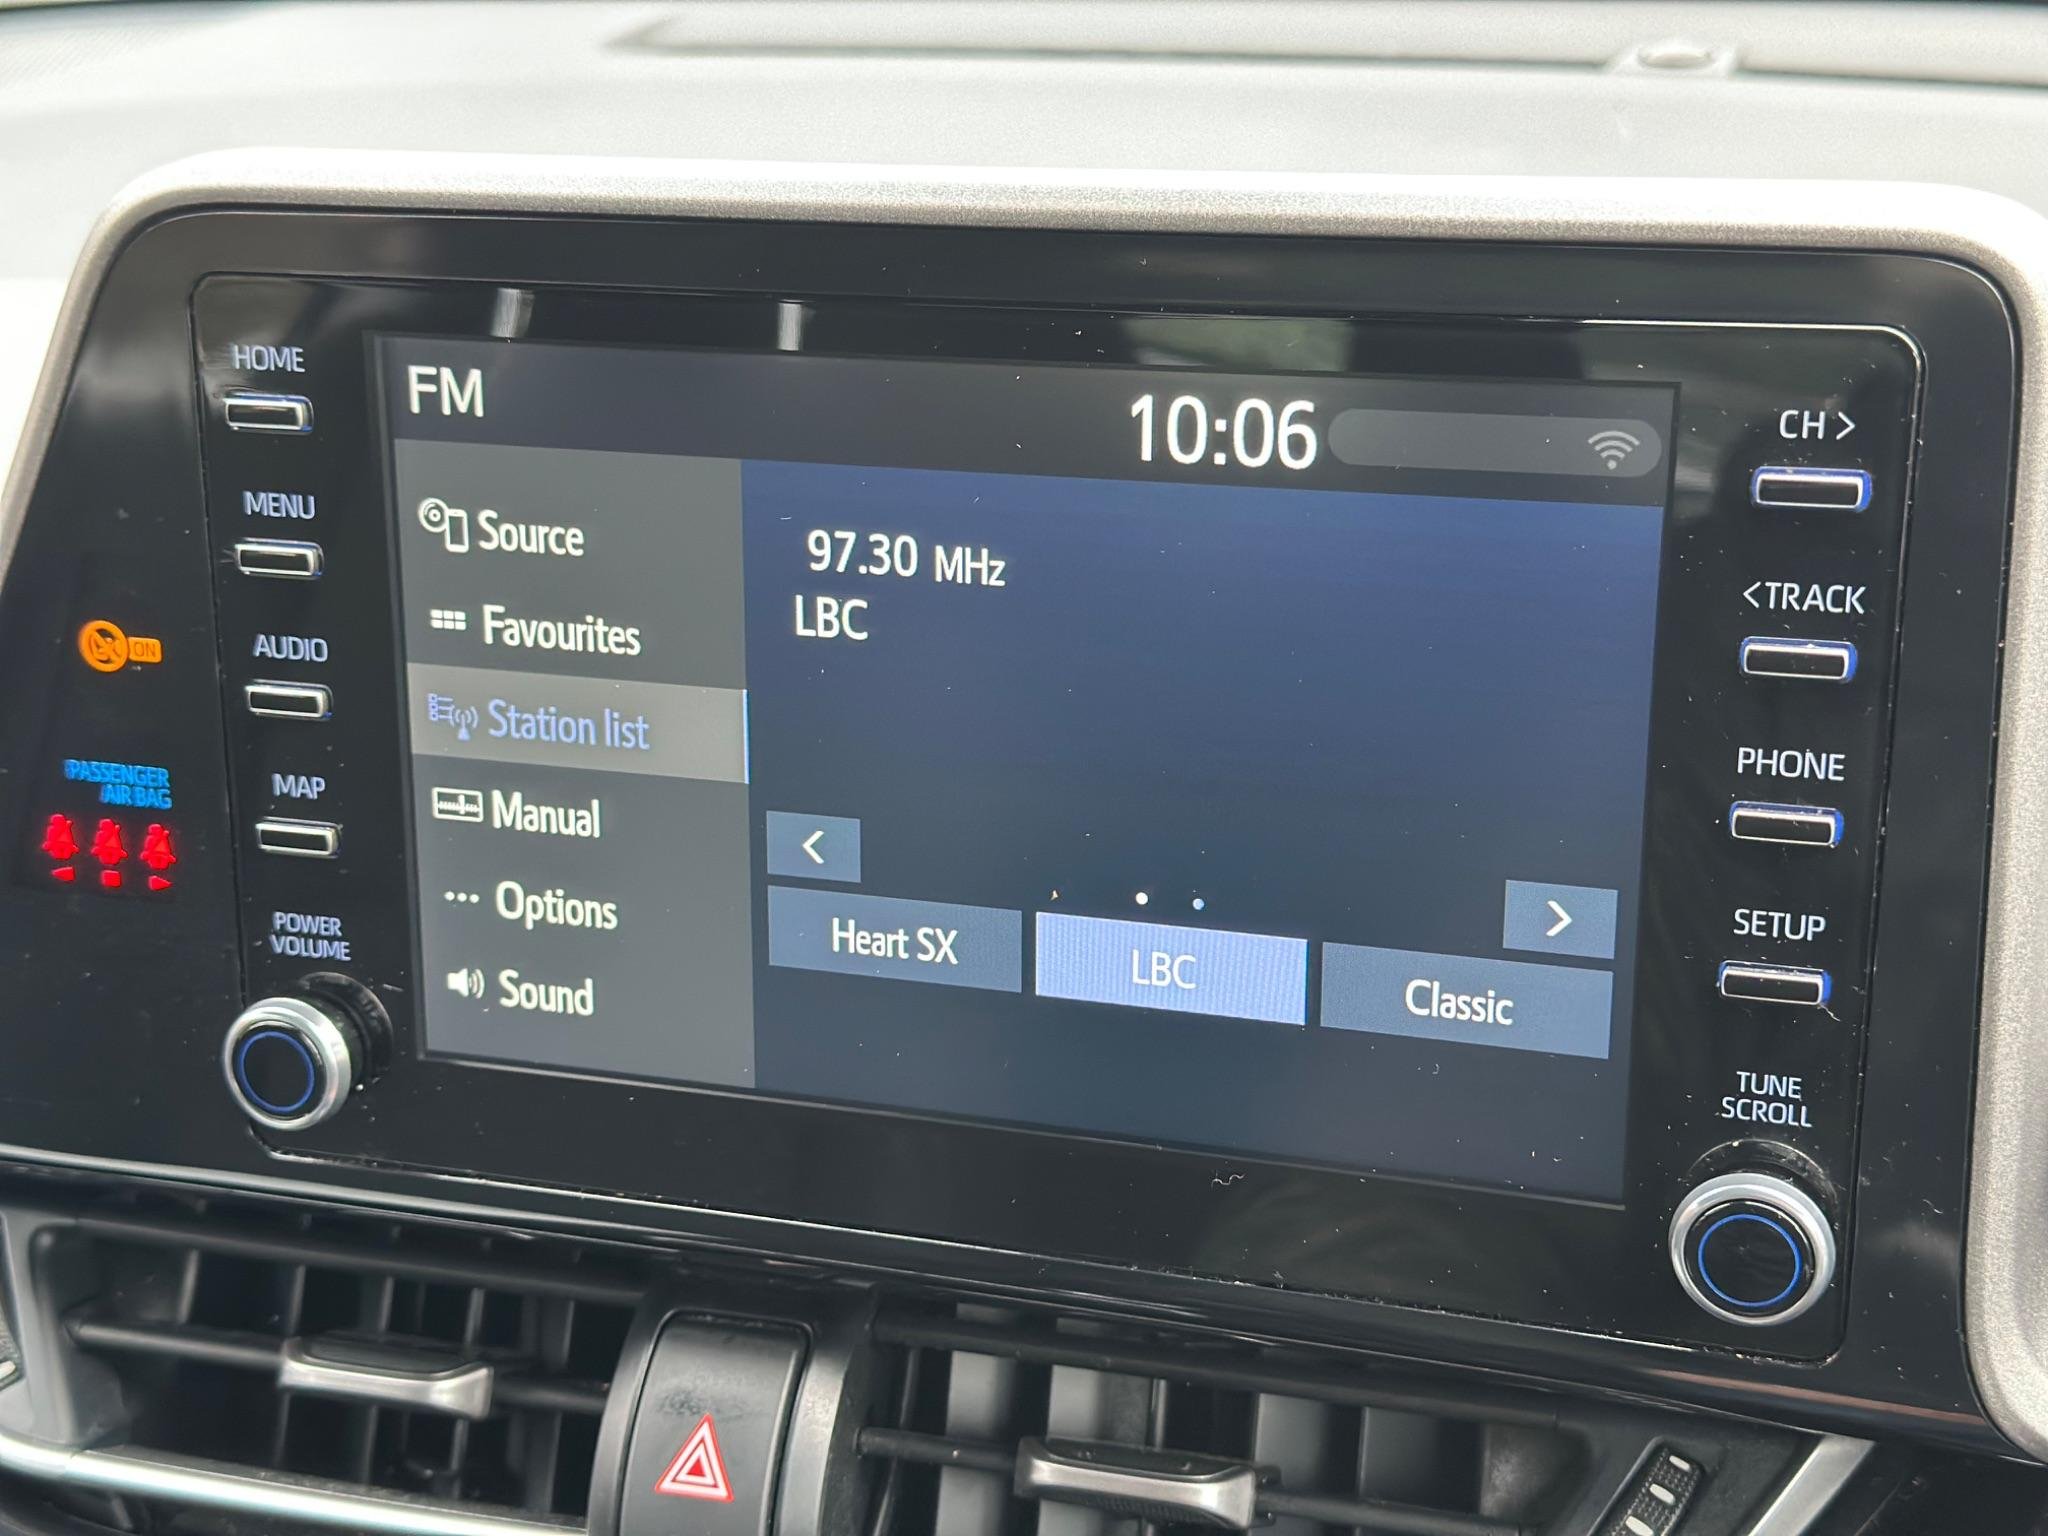 HOME
MENU
AUDIO
MAP
POWER
VOLUME
ON
PASSENGER
AIR BAG
FM
10:06
Source
Favourites
Station list
Manual
Options
Sound
97.30 MHz
LBC
<
>
Heart SX
LBC
Classic
CH >
< TRACK
PHONE
SETUP
TUNE
SCROLL